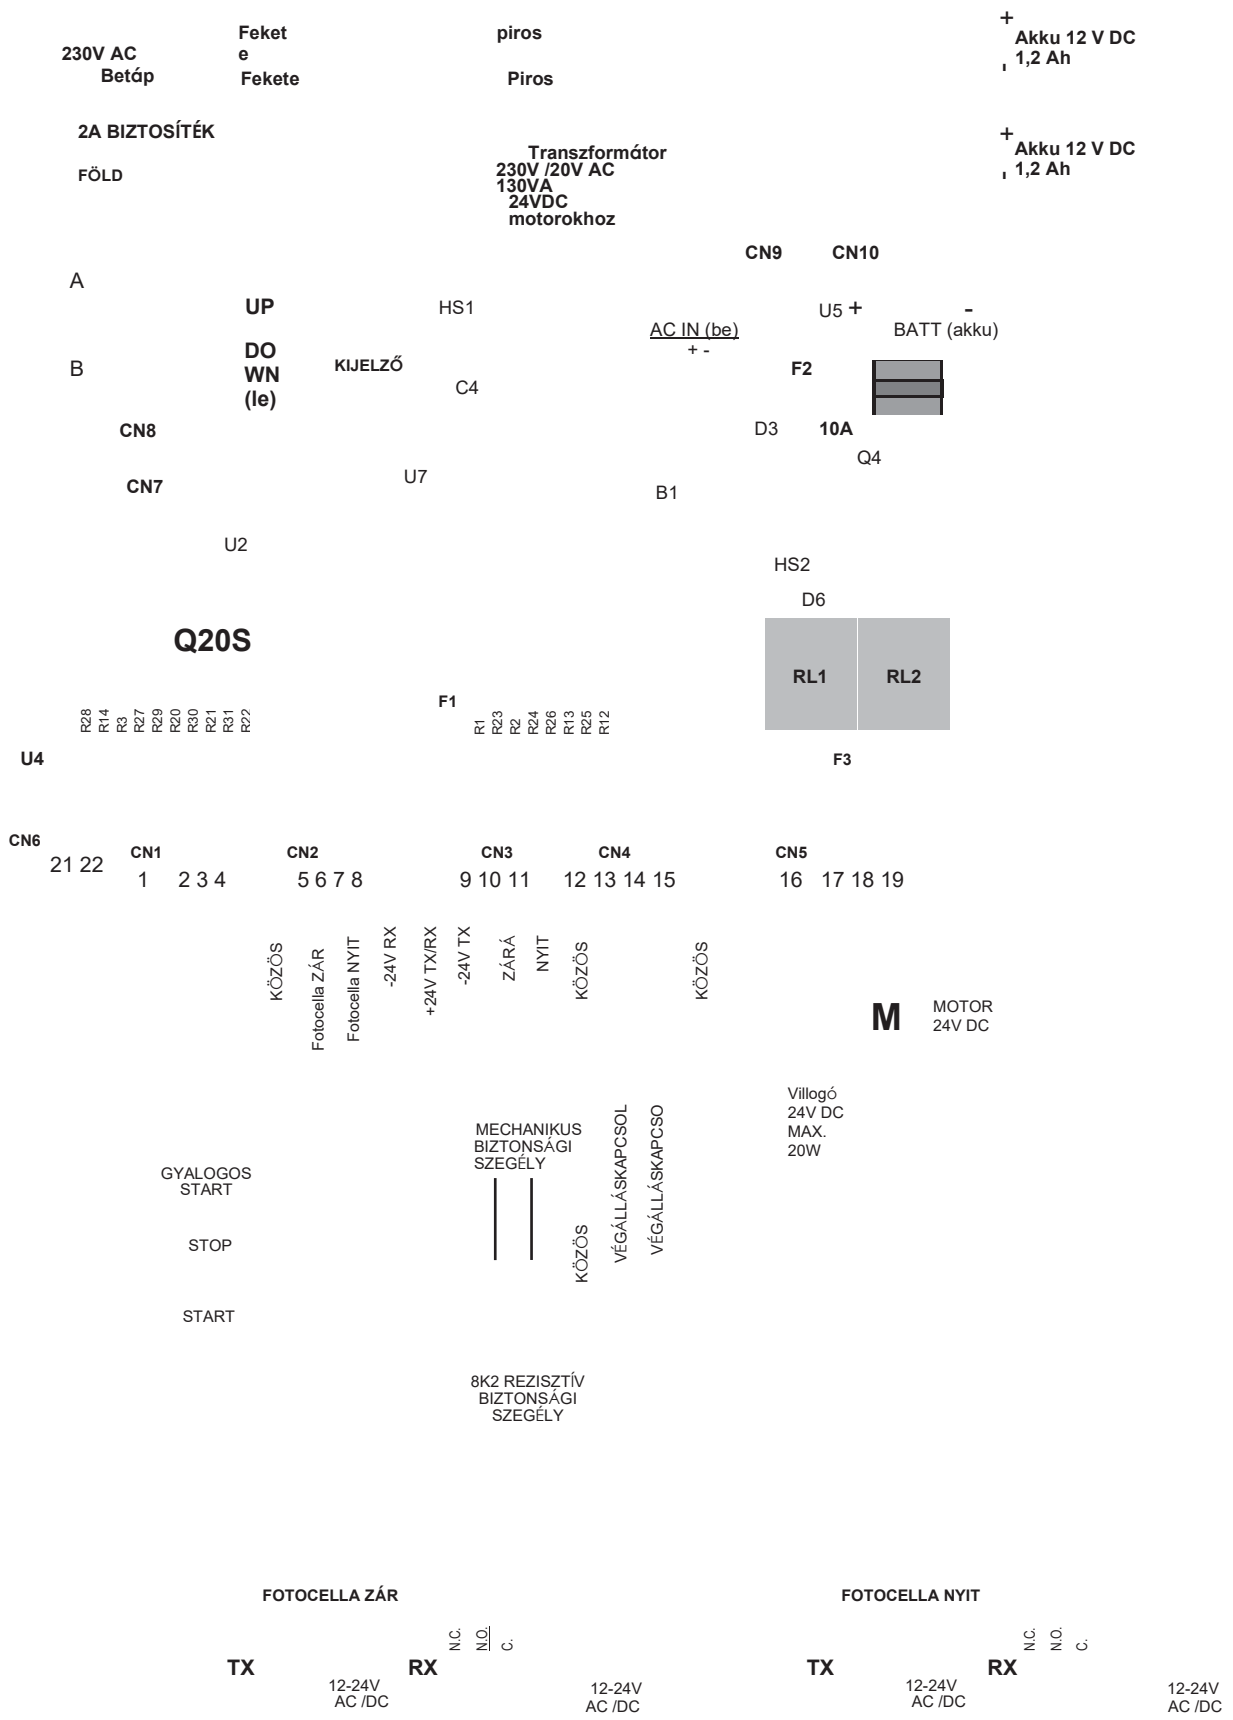 230V AC
Betáp
Feket
e
Fekete
piros
Piros
+
Akku 12 V DC
- 1,2 Ah
2A BIZTOSÍTÉK
FÖLD
Transzformátor
230V /20V AC
130VA
24VDC
motorokhoz
+
Akku 12 V DC
- 1,2 Ah
CN9 CN10
A
UP
HS1
U5 + -
AC IN (be)
+ -
BATT (akku)
B
DO
WN
(le)
KIJELZŐ
C4
F2
CN8
D3 10A
Q4
CN7
U7
B1
U2
HS2
D6
Q20S
RL1 RL2
F1
R28
R14
R3
R27
R29
R20
R30
R21
R31
R22
R1
R23
R2
R24
R26
R13
R25
R12
U4
F3
CN6
21 22
CN1
1 2 3 4
CN2
5 6 7 8
CN3
9 10 11
CN4
12 13 14 15
CN5
16 17 18 19
KÖZÖS
Fotocella ZÁR
Fotocella NYIT
-24V RX
+24V TX/RX
-24V TX
ZÁRÁ
NYIT
KÖZÖS
KÖZÖS
M
MOTOR
24V DC
Villogó
24V DC
MAX.
20W
MECHANIKUS
BIZTONSÁGI
SZEGÉLY
KÖZÖS
VÉGÁLLÁSKAPCSOL
VÉGÁLLÁSKAPCSO
GYALOGOS
START
STOP
START
8K2 REZISZTÍV
BIZTONSÁGI
SZEGÉLY
FOTOCELLA ZÁR
TX
12-24V
AC /DC
RX
N.C.
N.O.
C.
12-24V
AC /DC
FOTOCELLA NYIT
TX
12-24V
AC /DC
RX
N.C.
N.O.
C.
12-24V
AC /DC